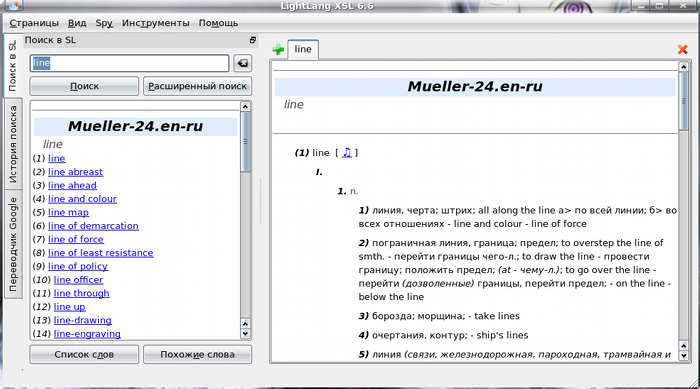 LightLang XSL 6.6
Страницы Вид Spy Инструменты Помощь
Поиск в SL
История поиска
Переводчик Google
Поиск в SL
line
Поиск Расширенный поиск
Mueller-24.en-ru
line
(1) line
(2) line abreast
(3) line ahead
(4) line and colour
(5) line map
(6) line of demarcation
(7) line of force
(8) line of least resistance
(9) line of policy
(10) line officer
(11) line through
(12) line up
(13) line-drawing
(14) line-engraving
Список слов Похожие слова
line
Mueller-24.en-ru
line
(1) line [ ♫ ]
I.
1. n.
1) линия, черта; штрих; all along the line а> по всей линии; б> во
всех отношениях - line and colour - line of force
2) пограничная линия, граница; предел; to overstep the line of
smth. - перейти границы чего-л.; to draw the line - провести
границу; положить предел; (at - чему-л.); to go over the line -
перейти (дозволенные) границы, перейти предел; - on the line -
below the line
3) борозда; морщина; - take lines
4) очертания, контур; - ship's lines
5) линия (связи, железнодорожная, пароходная, трамвайная и